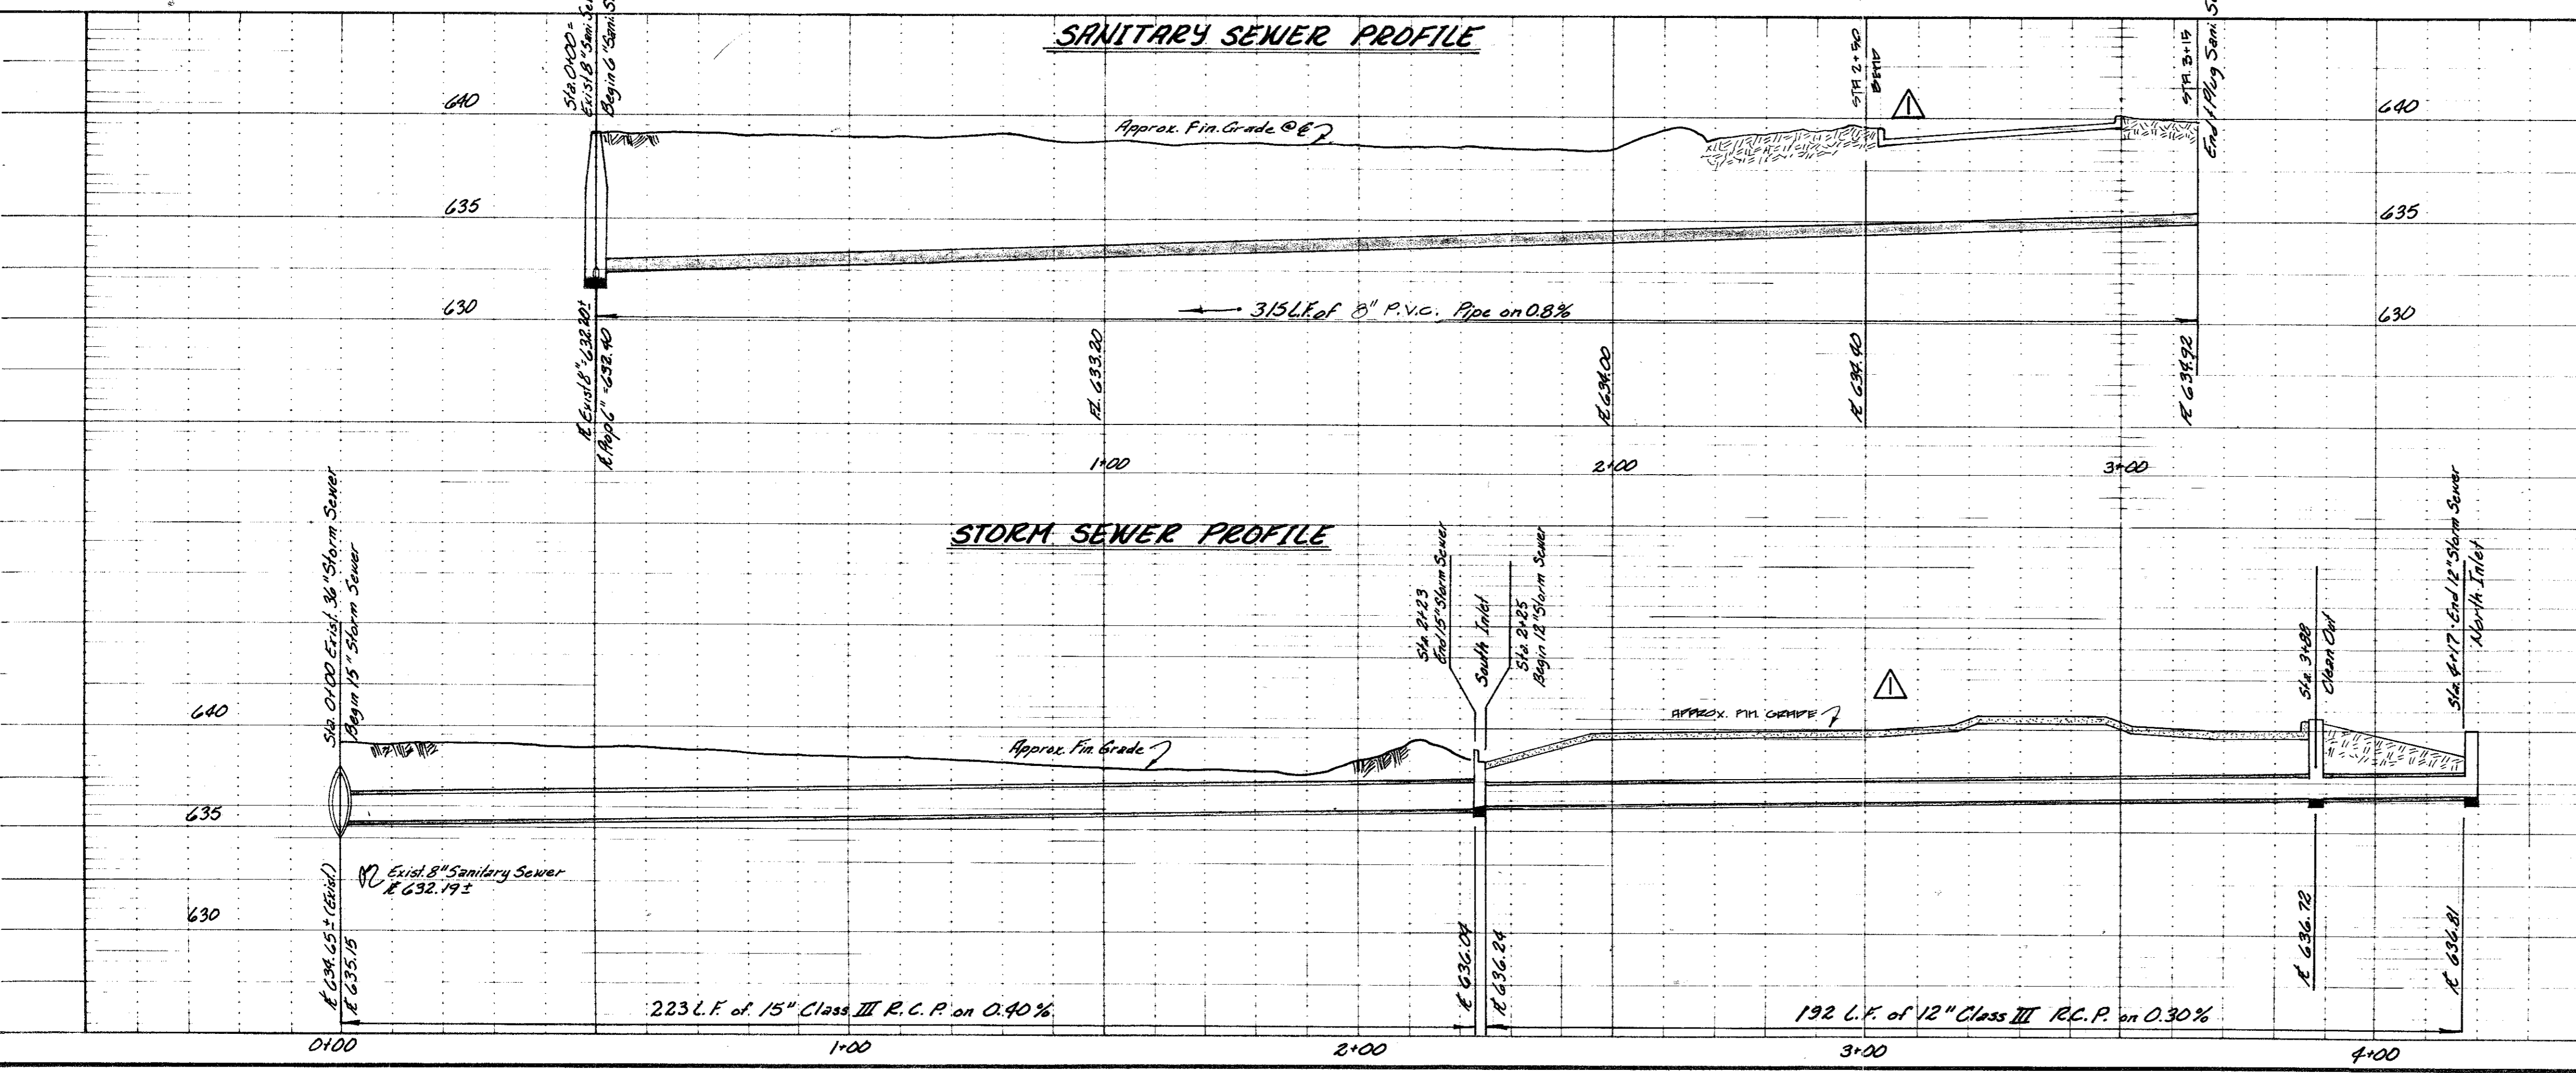 SANITARY SEWER PROFILE
Sta. 0+00 =
Exist. 8" Sani. Se
Begin 6" Sani. S
STA 2+50
BEND
STA. 3+15
End & Plug Sani. S
640
640
Approx. Fin. Grade @ ℄
635
635
630
630
315 L.F. of 8" P.V.C. Pipe on 0.8%
℄ Exist 8" = 632.20±
℄ Prop 6" = 632.40
FL. 633.20
℄ 634.00
℄ 634.40
℄ 634.92
1+00
2+00
3+00
STORM SEWER PROFILE
Sta. 0+00 Exist. 36" Storm Sewer
Begin 15" Storm Sewer
Sta. 2+23
End 15" Storm Sewer
South Inlet
Sta. 2+25
Begin 12" Storm Sewer
Sta. 3+88
Clean Out
Sta. 4+17 - End 12" Storm Sewer
North Inlet
640
Approx. Fin. Grade
APPROX. FIN. GRADE
635
Exist. 8" Sanitary Sewer
℄ 632.19±
630
℄ 634.65± (Exist)
℄ 635.15
℄ 636.04
℄ 636.24
℄ 636.72
℄ 636.81
223 L.F. of 15" Class III R.C.P. on 0.40%
192 L.F. of 12" Class III R.C.P. on 0.30%
0+00
1+00
2+00
3+00
4+00